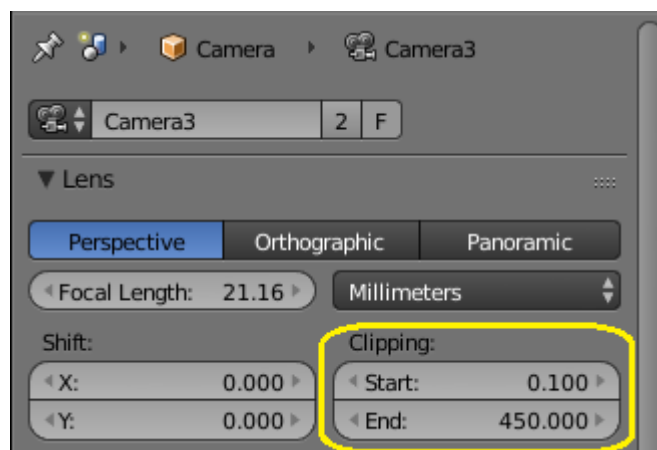 Camera Camera3
Camera3 2 F
Lens
Perspective Orthographic Panoramic
Focal Length: 21.16 Millimeters
Shift: Clipping:
X: 0.000 Start: 0.100
Y: 0.000 End: 450.000